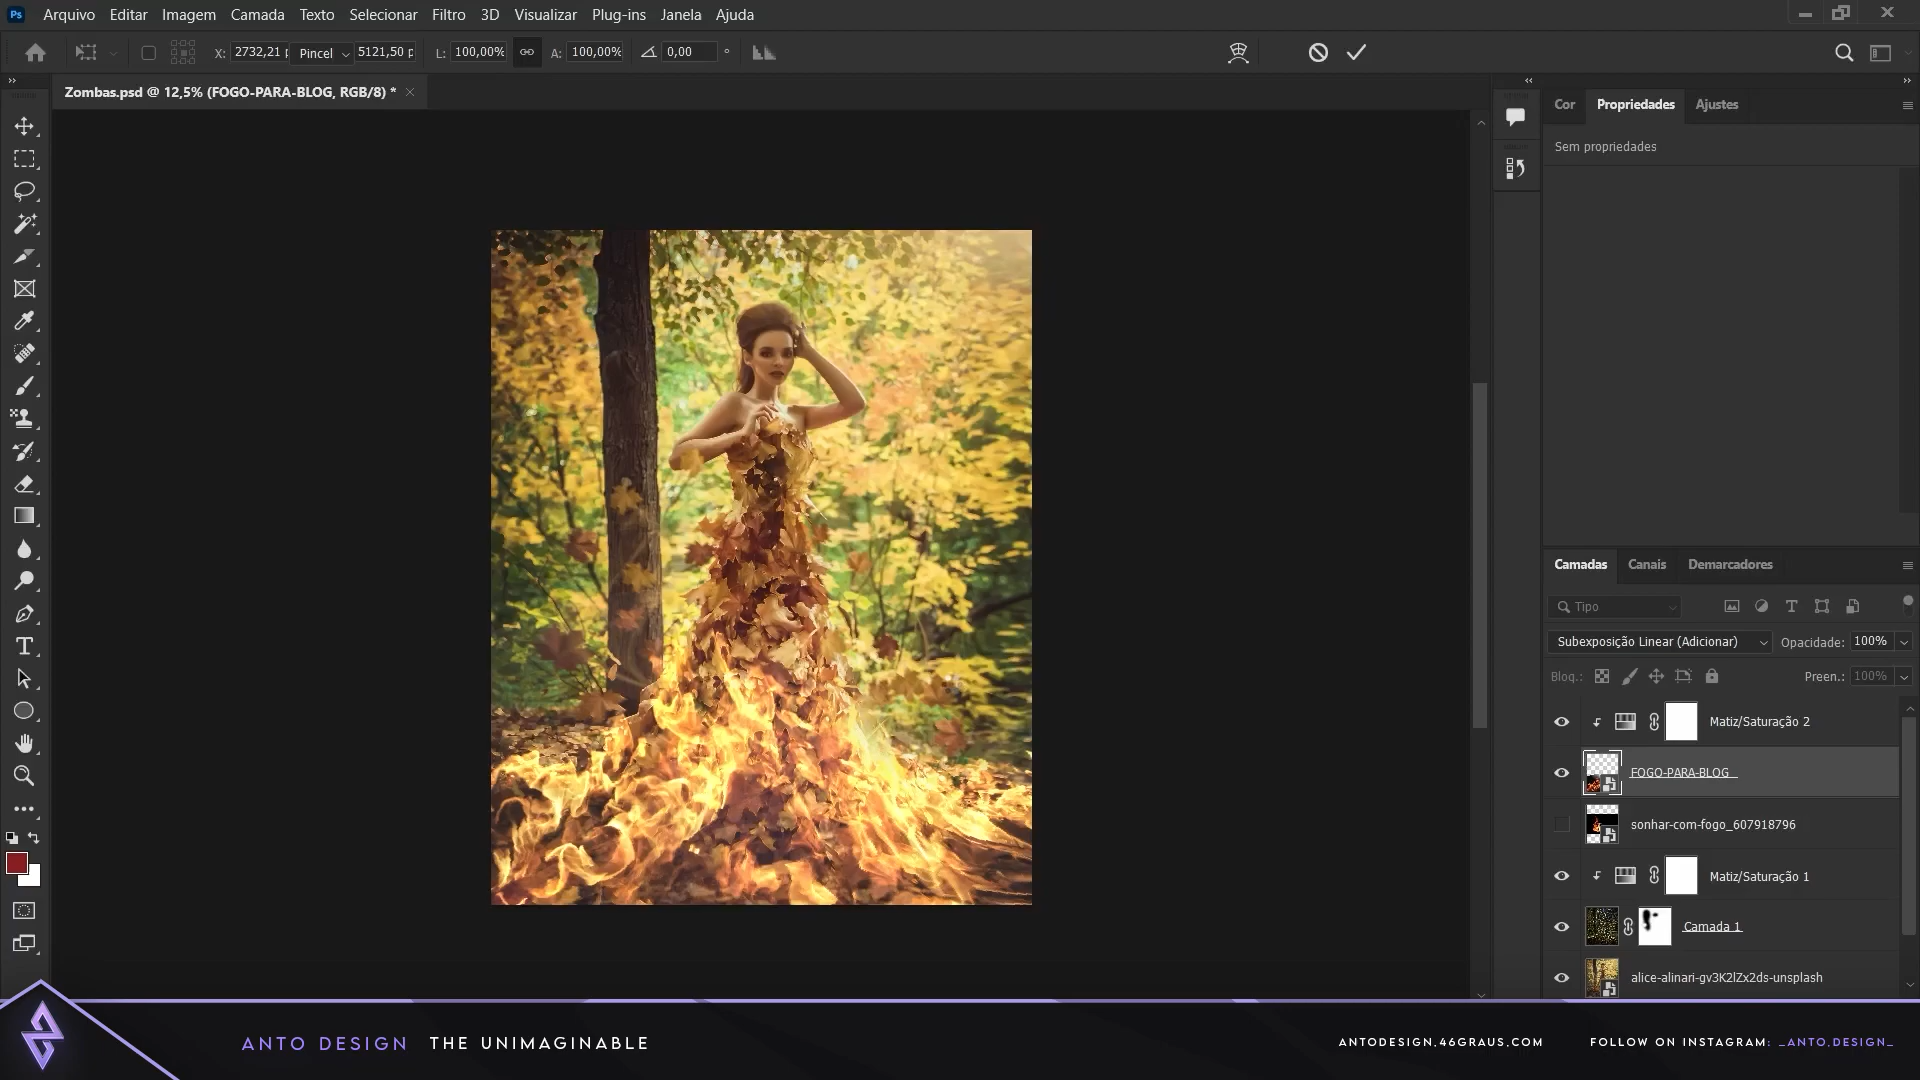 Ps Arquivo Editar Imagem Camada Texto Selecionar Filtro 3D Visualizar Plug-ins Janela Ajuda
X: 2732,21 p Pincel 5121,50 p L: 100,00% A: 100,00% 0,00 °
Zombas.psd @ 12,5% (FOGO-PARA-BLOG, RGB/8) *
Cor Propriedades Ajustes
Sem propriedades
Camadas Canais Demarcadores
Tipo
Subexposição Linear (Adicionar) Opacidade: 100%
Bloq.: Preen.: 100%
Matiz/Saturação 2
FOGO-PARA-BLOG
sonhar-com-fogo_607918796
Matiz/Saturação 1
Camada 1
alice-alinari-gv3K2lZx2ds-unsplash
ANTO DESIGN THE UNIMAGINABLE
ANTODESIGN.46GRAUS.COM
FOLLOW ON INSTAGRAM: _ANTO.DESIGN_